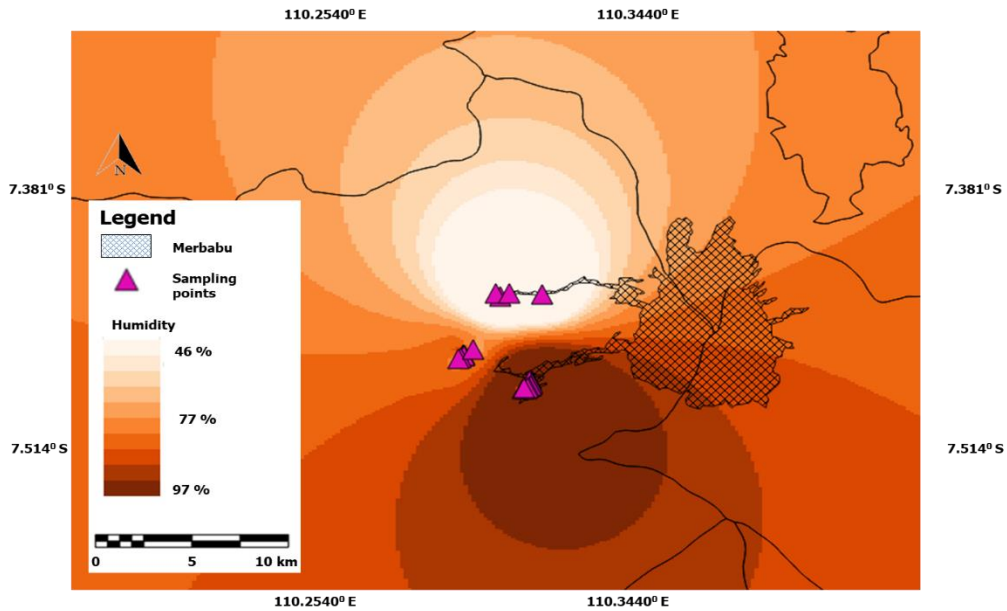 110.2540⁰ E
110.3440⁰ E
N
7.381⁰ S
7.381⁰ S
Legend
Merbabu
Sampling
points
Humidity
46 %
77 %
97 %
7.514⁰ S
7.514⁰ S
0
5
10 km
110.2540⁰ E
110.3440⁰ E